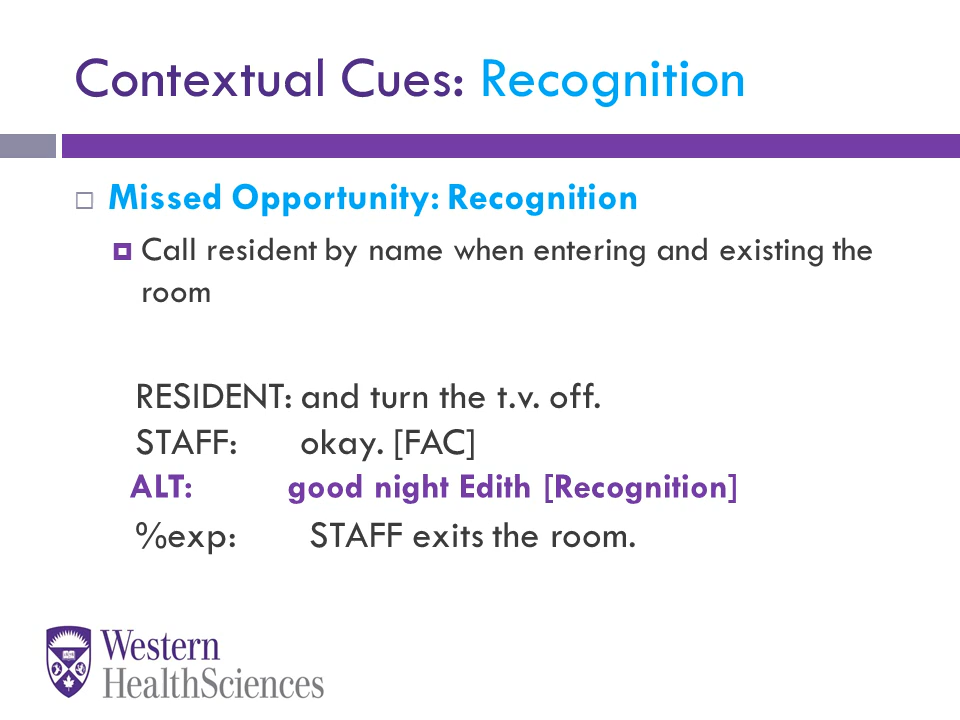 Contextual Cues: Recognition
Missed Opportunity: Recognition
Call resident by name when entering and existing the
room
RESIDENT: and turn the t.v. off.
STAFF: okay. [FAC]
ALT: good night Edith [Recognition]
%exp: STAFF exits the room.
Western
HealthSciences